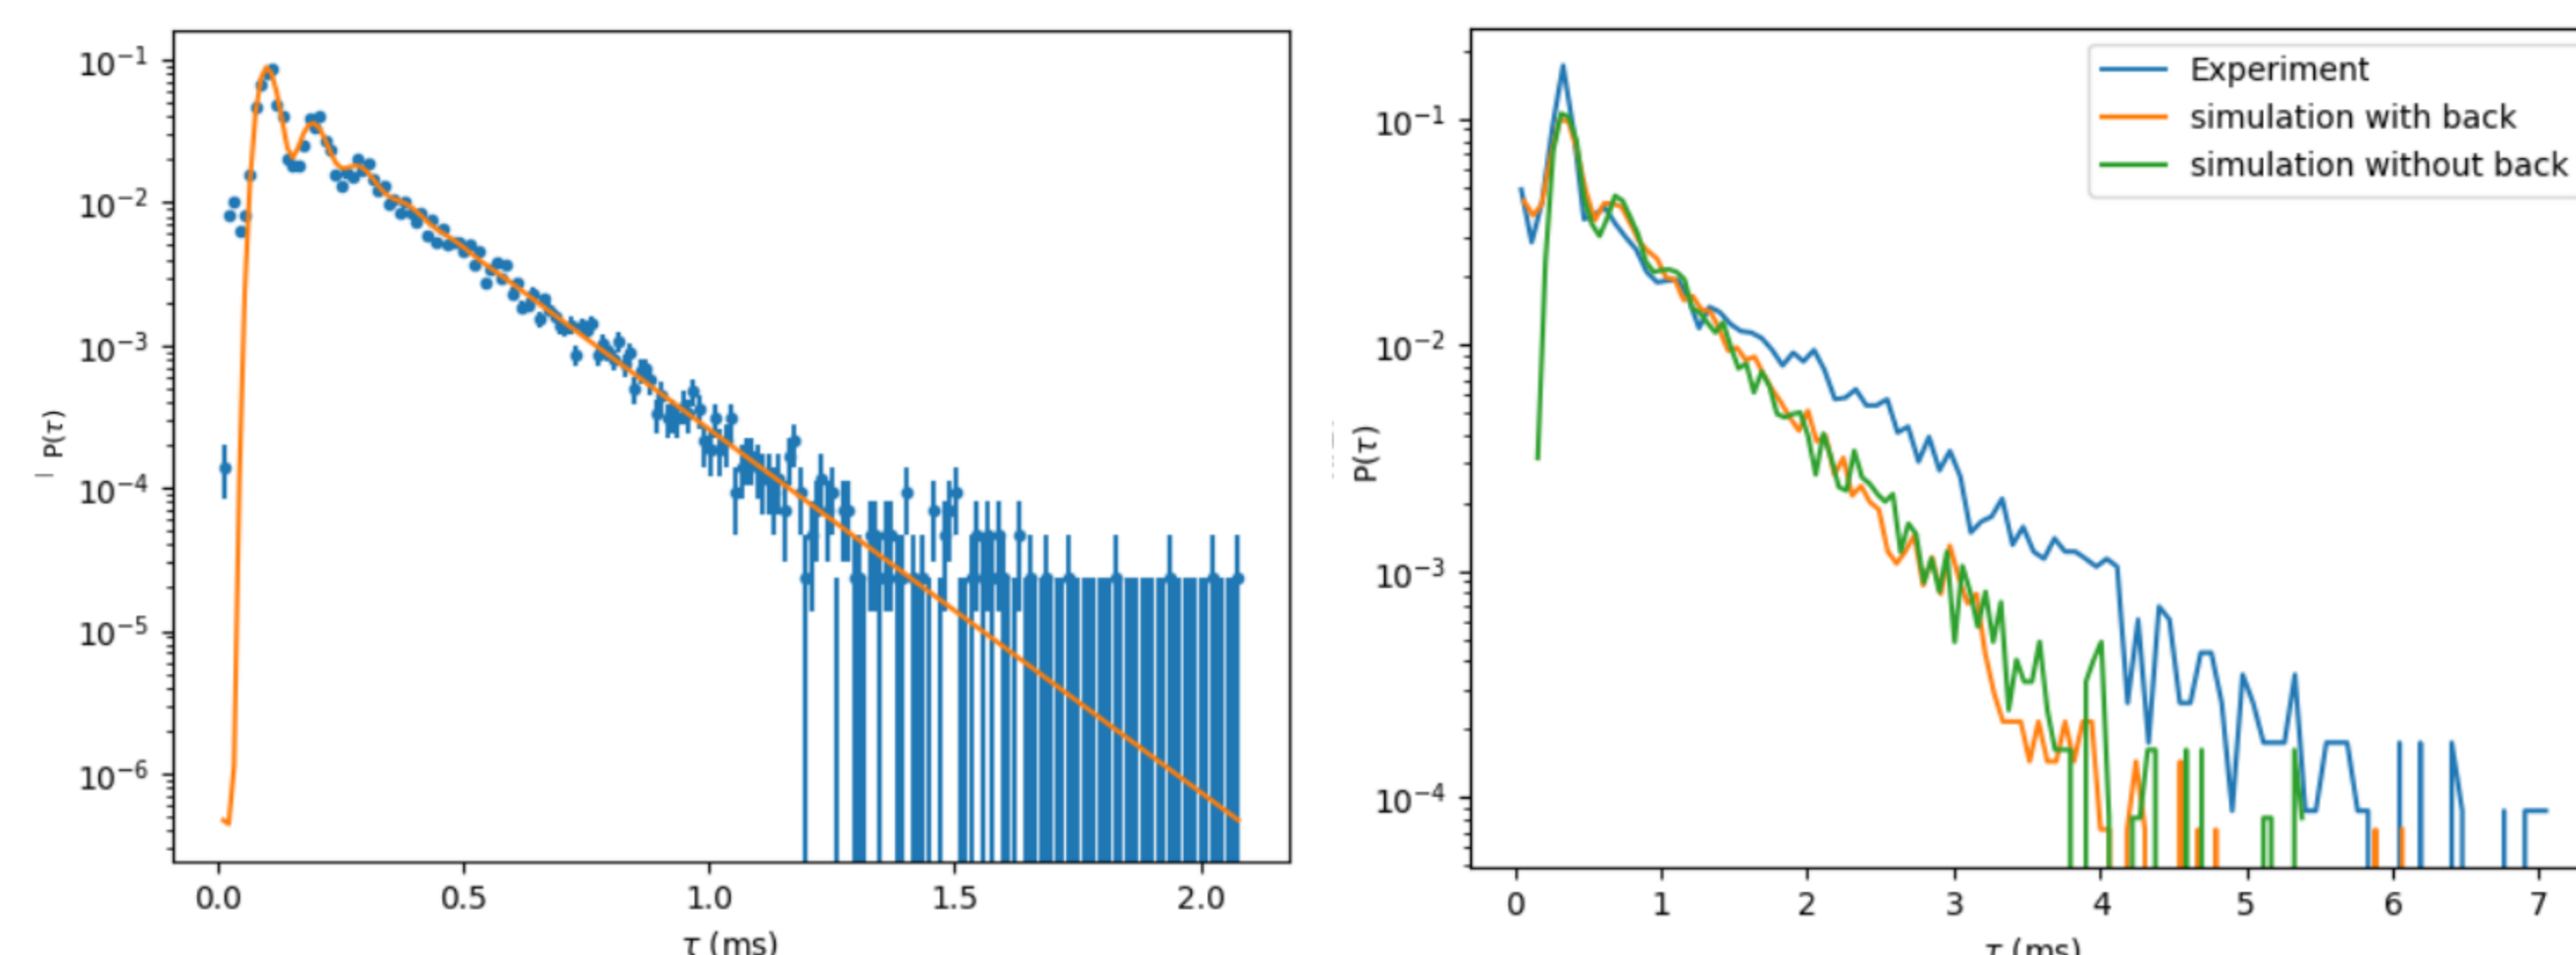 10⁻¹
10⁻²
10⁻³
10⁻⁴
10⁻⁵
10⁻⁶
P(τ)
0.0 0.5 1.0 1.5 2.0
τ (ms)
Experiment
simulation with back
simulation without back
10⁻¹
10⁻²
10⁻³
10⁻⁴
P(τ)
0 1 2 3 4 5 6 7
τ (ms)